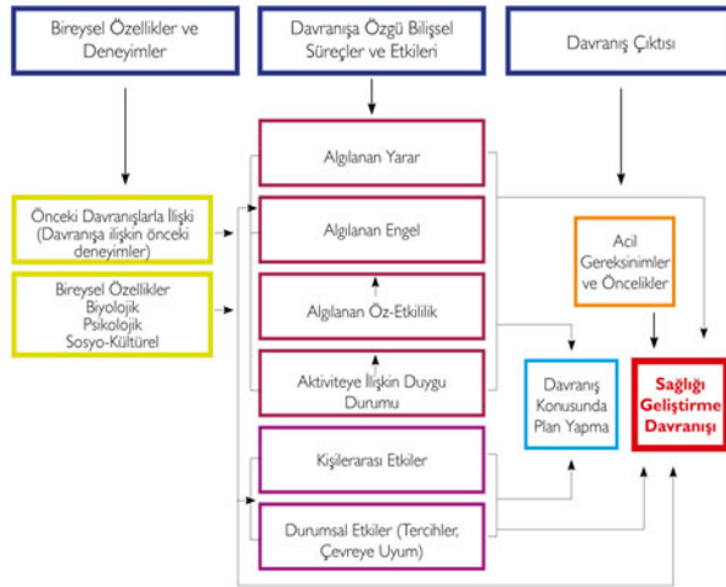 Bireysel Özellikler ve
Deneyimler
Davranışa Özgü Bilişsel
Süreçler ve Etkileri
Davranış Çıktısı
Önceki Davranışlarla İlişki
(Davranışa ilişkin önceki
deneyimler)
Bireysel Özellikler
Biyolojik
Psikolojik
Sosyo-Kültürel
Algılanan Yarar
Algılanan Engel
Algılanan Öz-Etkililik
Aktiviteye İlişkin Duygu
Durumu
Kişilerarası Etkiler
Durumsal Etkiler (Tercihler,
Çevreye Uyum)
Acil
Gereksinimler
ve Öncelikler
Davranış
Konusunda
Plan Yapma
Sağlığı
Geliştirme
Davranışı